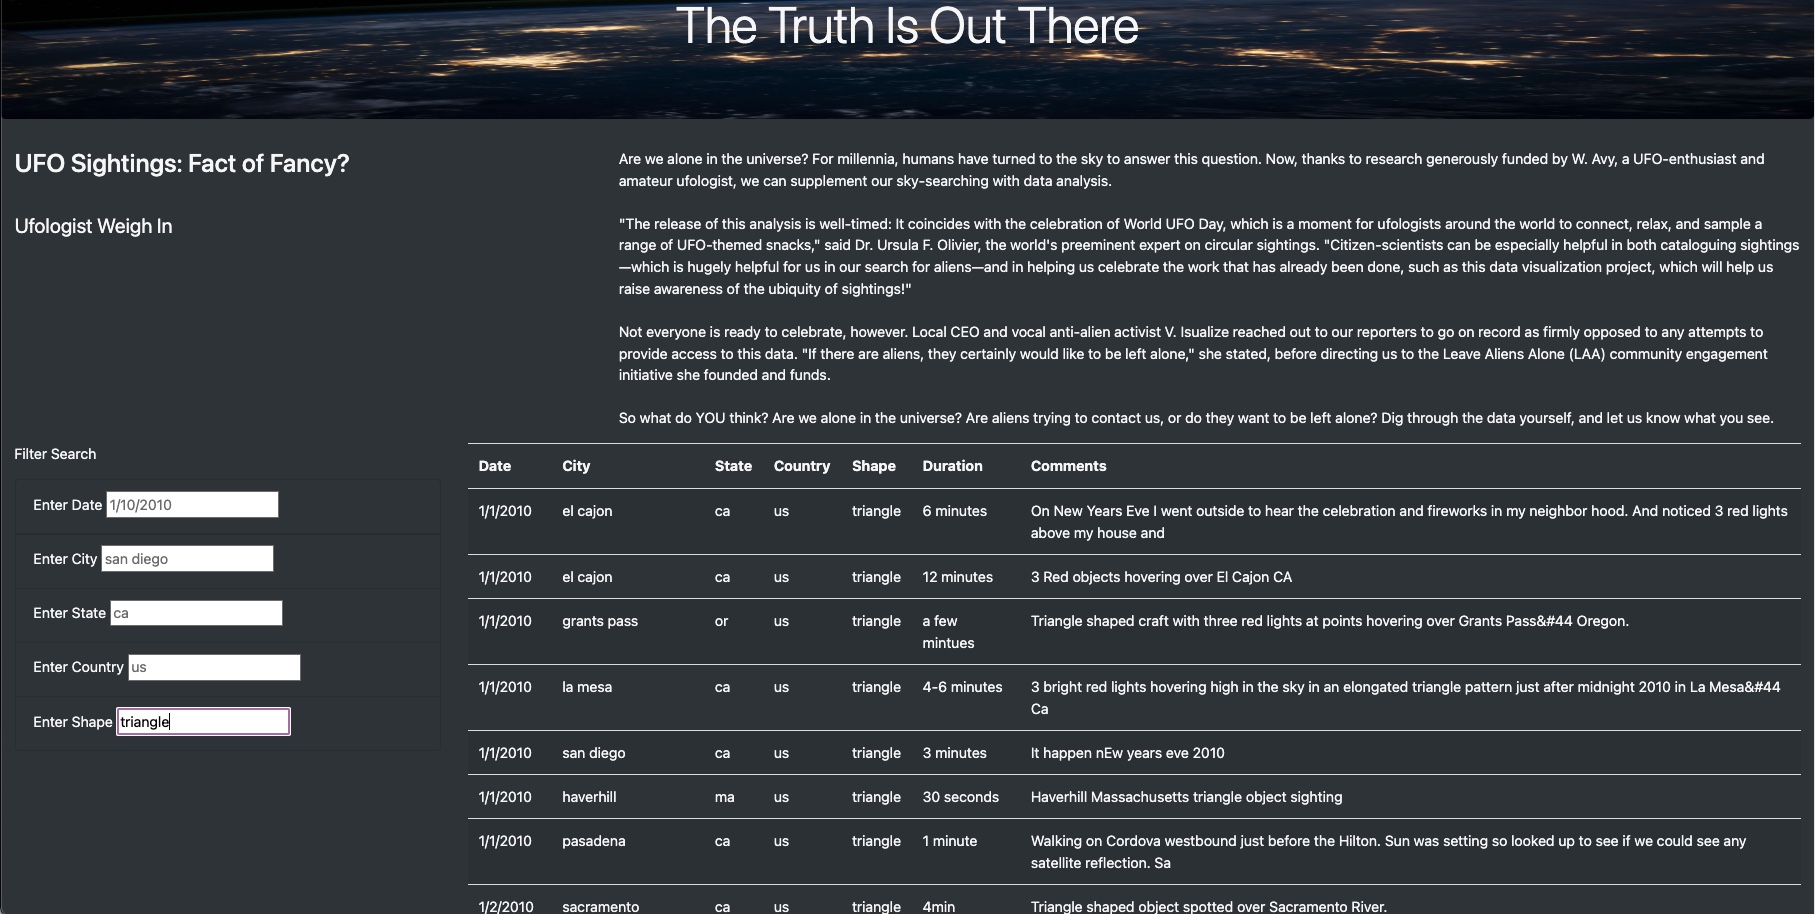 The Truth Is Out There
UFO Sightings: Fact of Fancy?
Ufologist Weigh In
Are we alone in the universe? For millennia, humans have turned to the sky to answer this question. Now, thanks to research generously funded by W. Avy, a UFO-enthusiast and
amateur ufologist, we can supplement our sky-searching with data analysis.
"The release of this analysis is well-timed: It coincides with the celebration of World UFO Day, which is a moment for ufologists around the world to connect, relax, and sample a
range of UFO-themed snacks," said Dr. Ursula F. Olivier, the world's preeminent expert on circular sightings. "Citizen-scientists can be especially helpful in both cataloguing sightings
—which is hugely helpful for us in our search for aliens—and in helping us celebrate the work that has already been done, such as this data visualization project, which will help us
raise awareness of the ubiquity of sightings!"
Not everyone is ready to celebrate, however. Local CEO and vocal anti-alien activist V. Isualize reached out to our reporters to go on record as firmly opposed to any attempts to
provide access to this data. "If there are aliens, they certainly would like to be left alone," she stated, before directing us to the Leave Aliens Alone (LAA) community engagement
initiative she founded and funds.
So what do YOU think? Are we alone in the universe? Are aliens trying to contact us, or do they want to be left alone? Dig through the data yourself, and let us know what you see.
Filter Search
Enter Date 1/10/2010
Enter City san diego
Enter State ca
Enter Country us
Enter Shape triangle
Date City State Country Shape Duration Comments
1/1/2010 el cajon ca us triangle 6 minutes On New Years Eve I went outside to hear the celebration and fireworks in my neighbor hood. And noticed 3 red lights
above my house and
1/1/2010 el cajon ca us triangle 12 minutes 3 Red objects hovering over El Cajon CA
1/1/2010 grants pass or us triangle a few Triangle shaped craft with three red lights at points hovering over Grants Pass&#44 Oregon.
mintues
1/1/2010 la mesa ca us triangle 4-6 minutes 3 bright red lights hovering high in the sky in an elongated triangle pattern just after midnight 2010 in La Mesa&#44
Ca
1/1/2010 san diego ca us triangle 3 minutes It happen nEw years eve 2010
1/1/2010 haverhill ma us triangle 30 seconds Haverhill Massachusetts triangle object sighting
1/1/2010 pasadena ca us triangle 1 minute Walking on Cordova westbound just before the Hilton. Sun was setting so looked up to see if we could see any
satellite reflection. Sa
1/2/2010 sacramento ca us triangle 4min Triangle shaped object spotted over Sacramento River.